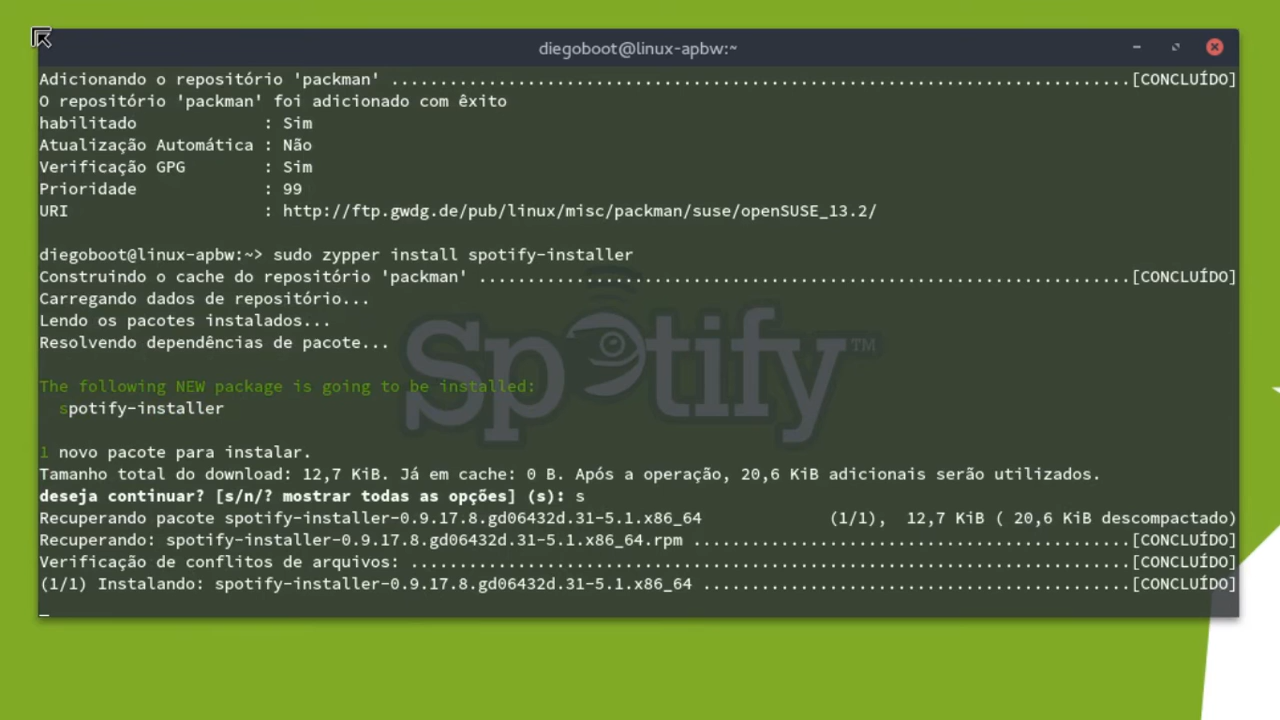 diegoboot@linux-apbw:~
Adicionando o repositório 'packman' ............................................................................[CONCLUÍDO]
O repositório 'packman' foi adicionado com êxito
habilitado             : Sim
Atualização Automática : Não
Verificação GPG        : Sim
Prioridade             : 99
URI                    : http://ftp.gwdg.de/pub/linux/misc/packman/suse/openSUSE_13.2/
diegoboot@linux-apbw:~> sudo zypper install spotify-installer
Construindo o cache do repositório 'packman' ...................................................................[CONCLUÍDO]
Carregando dados de repositório...
Lendo os pacotes instalados...
Resolvendo dependências de pacote...
Spotify™
The following NEW package is going to be installed:
spotify-installer
1 novo pacote para instalar.
Tamanho total do download: 12,7 KiB. Já em cache: 0 B. Após a operação, 20,6 KiB adicionais serão utilizados.
deseja continuar? [s/n/? mostrar todas as opções] (s): s
Recuperando pacote spotify-installer-0.9.17.8.gd06432d.31-5.1.x86_64             (1/1),  12,7 KiB ( 20,6 KiB descompactado)
Recuperando: spotify-installer-0.9.17.8.gd06432d.31-5.1.x86_64.rpm .............................................[CONCLUÍDO]
Verificação de conflitos de arquivos: ..........................................................................[CONCLUÍDO]
(1/1) Instalando: spotify-installer-0.9.17.8.gd06432d.31-5.1.x86_64 ............................................[CONCLUÍDO]